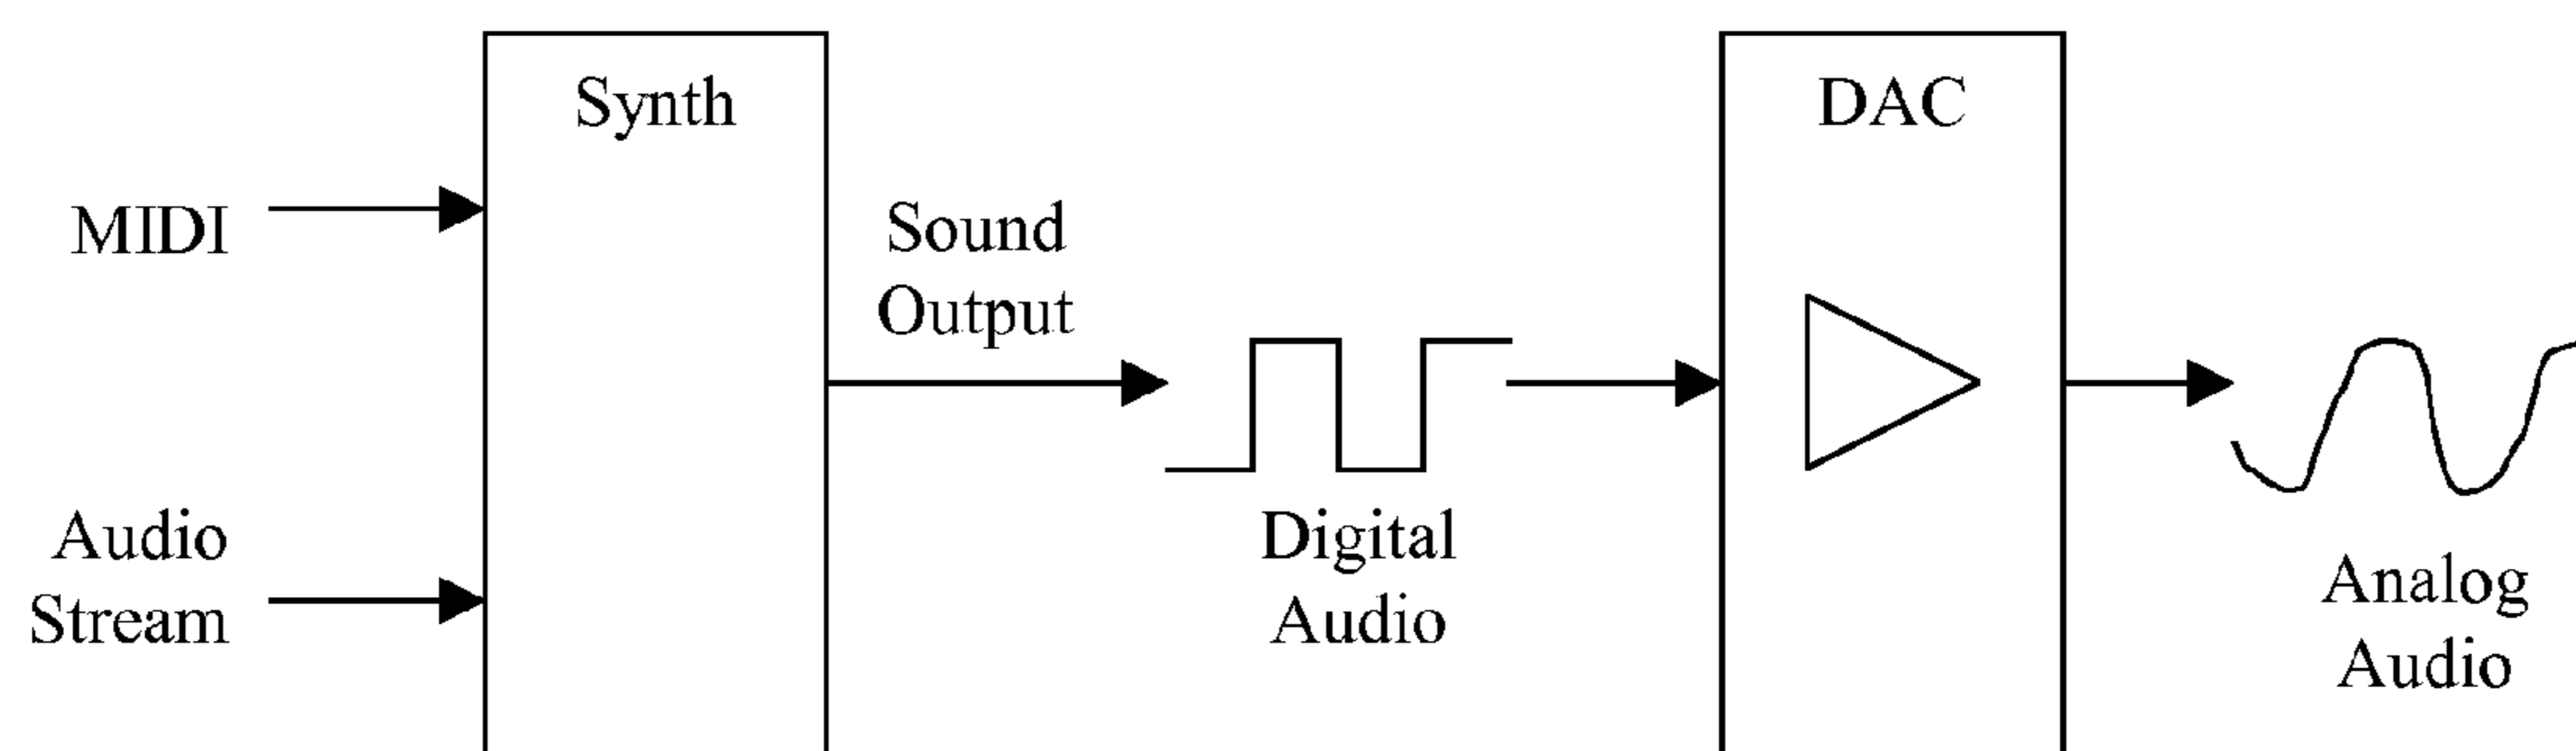 Synth
DAC
MIDI
Sound
Output
Audio
Stream
Digital
Audio
Analog
Audio